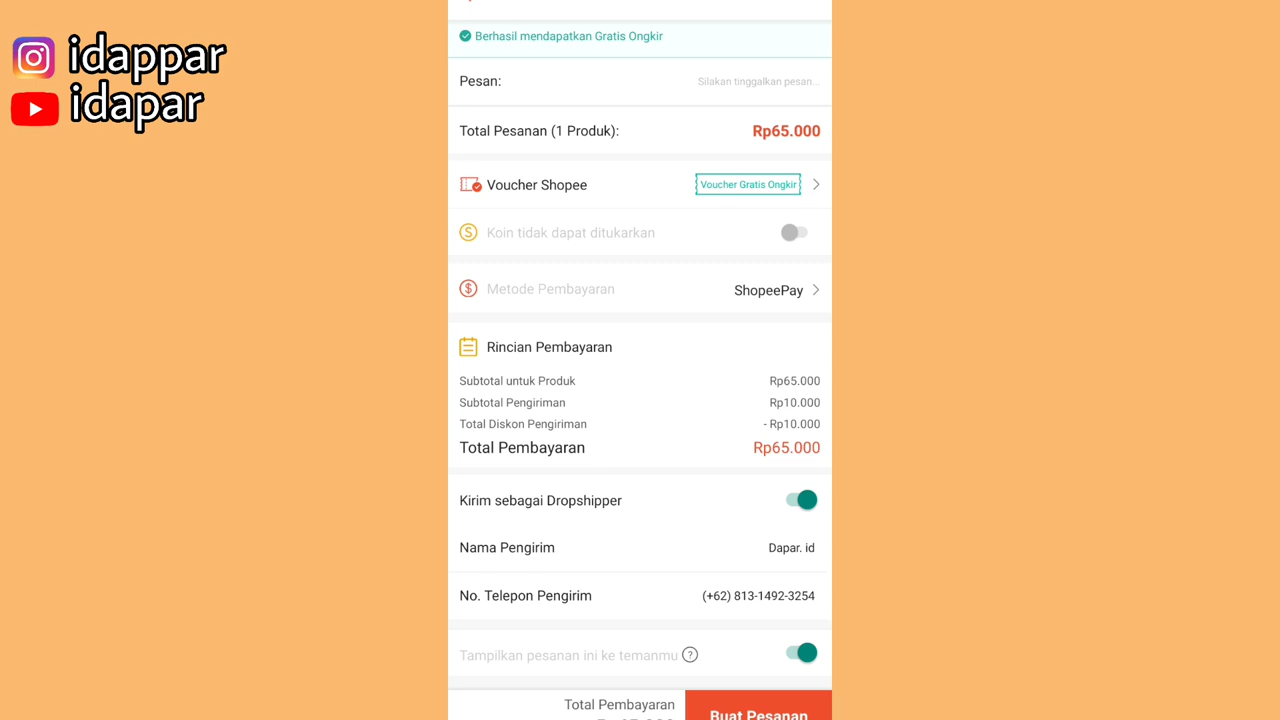 idappar
idapar
Berhasil mendapatkan Gratis Ongkir
Pesan: Silakan tinggalkan pesan...
Total Pesanan (1 Produk): Rp65.000
Voucher Shopee Voucher Gratis Ongkir
Koin tidak dapat ditukarkan
Metode Pembayaran ShopeePay
Rincian Pembayaran
Subtotal untuk Produk Rp65.000
Subtotal Pengiriman Rp10.000
Total Diskon Pengiriman - Rp10.000
Total Pembayaran Rp65.000
Kirim sebagai Dropshipper
Nama Pengirim Dapar. id
No. Telepon Pengirim (+62) 813-1492-3254
Tampilkan pesanan ini ke temanmu ?
Total Pembayaran
Buat Pesanan